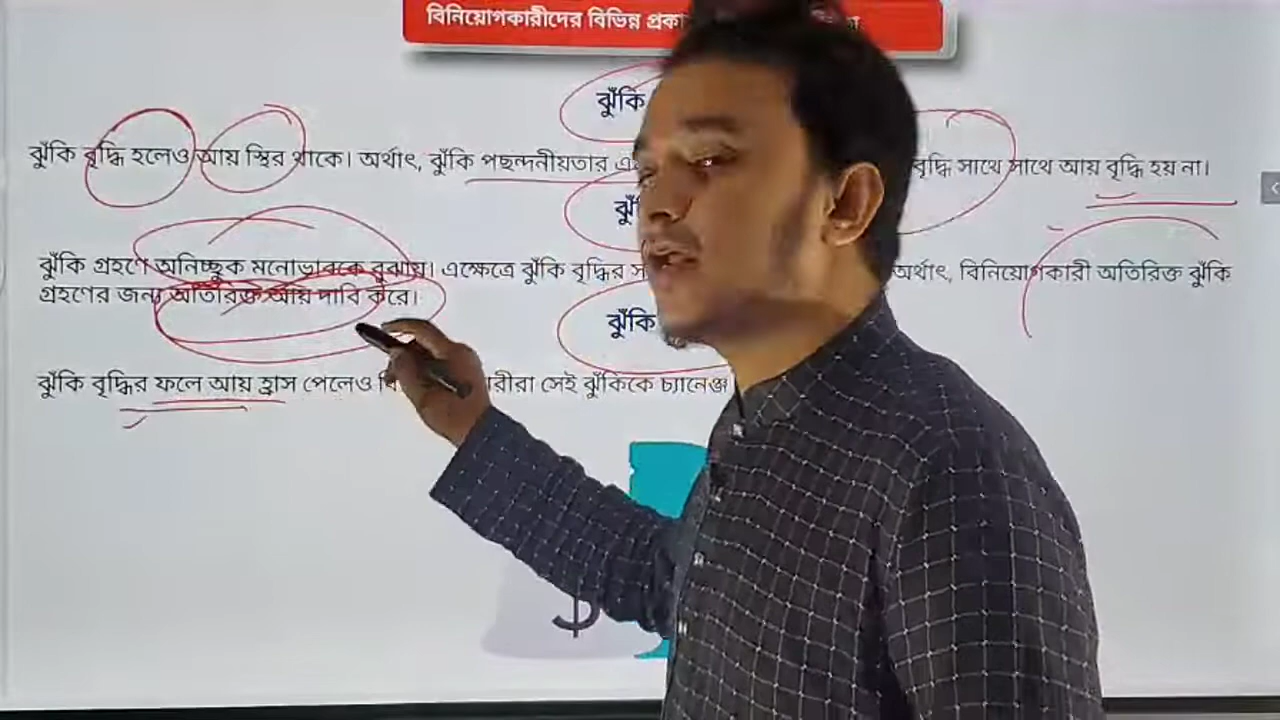 বিনিয়োগকারীদের বিভিন্ন
ঝুঁকি
ঝুঁকি বৃদ্ধি হলেও আয় স্থির থাকে। অর্থাৎ, ঝুঁকি পছন্দনীয়তার বৃদ্ধি সাথে সাথে আয় বৃদ্ধি হয় না।
ঝুঁকি গ্রহণে অনিচ্ছুক মনোভাবকে বুঝায়। এক্ষেত্রে ঝুঁকি বৃদ্ধির অর্থাৎ, বিনিয়োগকারী অতিরিক্ত ঝুঁকি
গ্রহণের জন্য অতিরিক্ত আয় দাবি করে।
ঝুঁকি
ঝুঁকি বৃদ্ধির ফলে আয় হ্রাস পেলেও সেই ঝুঁকিকে
$